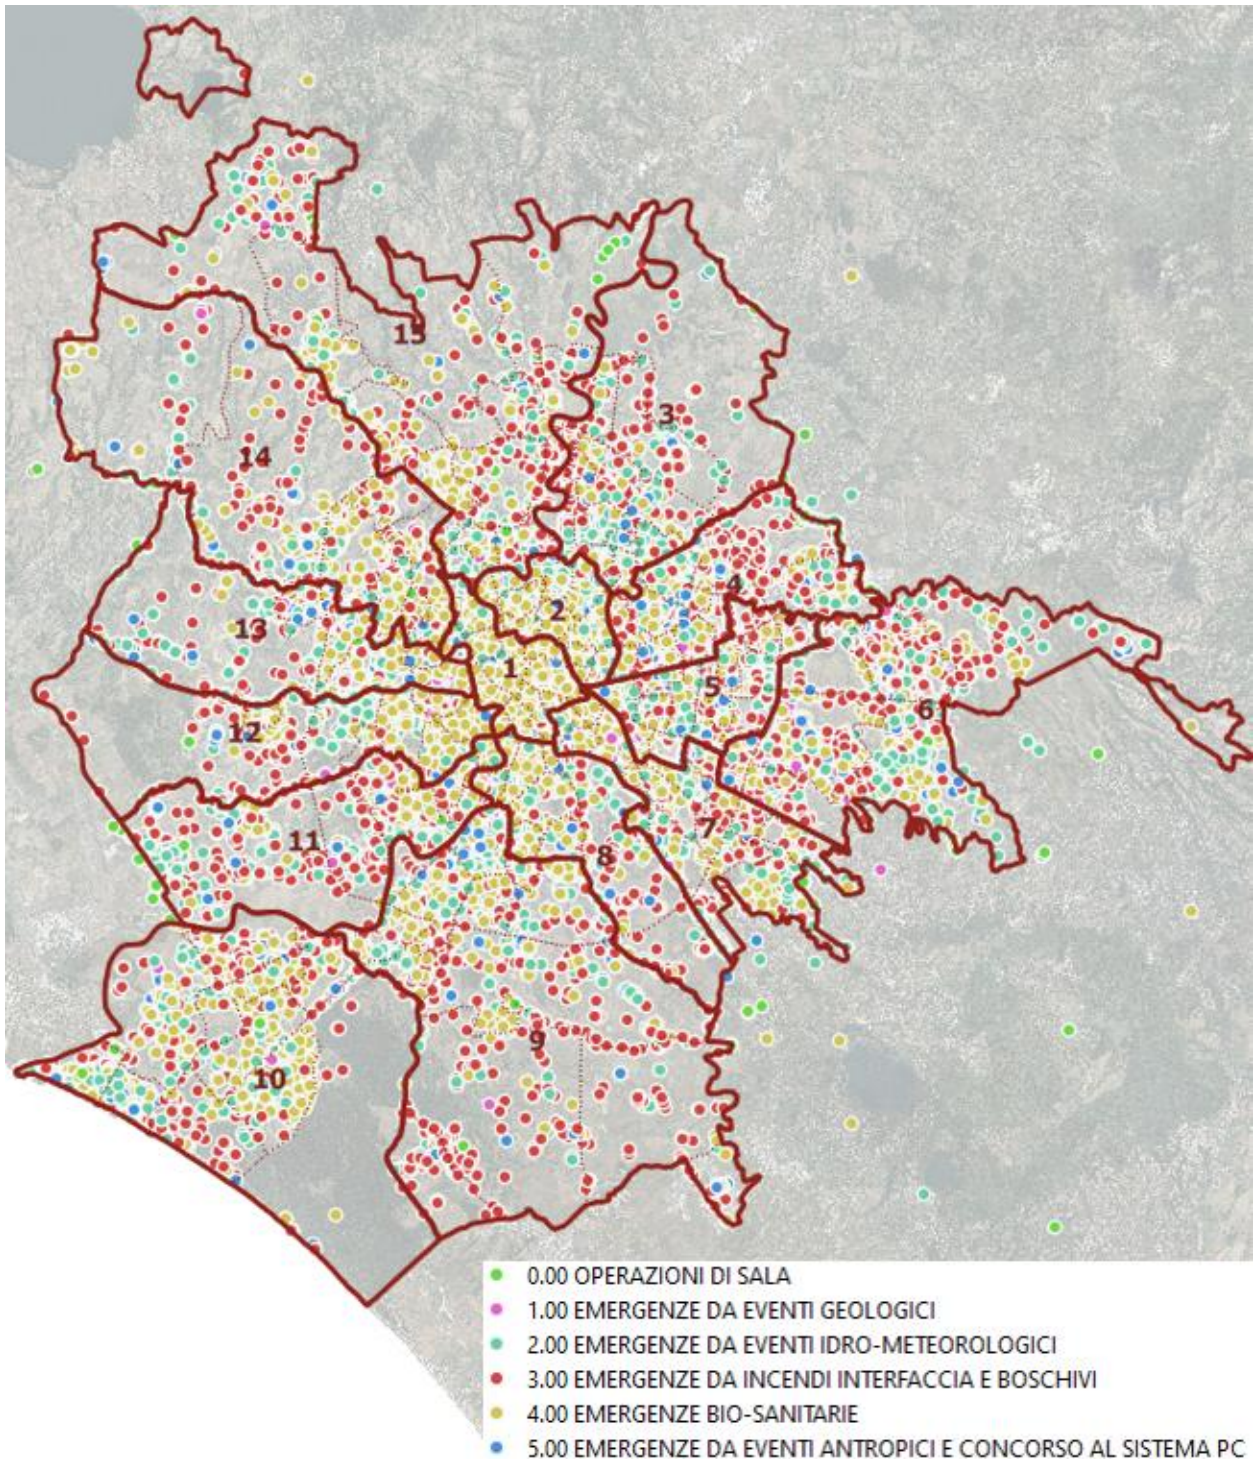 15
3
14
4
2
13
1
5
6
12
7
11
8
9
10
0.00 OPERAZIONI DI SALA
1.00 EMERGENZE DA EVENTI GEOLOGICI
2.00 EMERGENZE DA EVENTI IDRO-METEOROLOGICI
3.00 EMERGENZE DA INCENDI INTERFACCIA E BOSCHIVI
4.00 EMERGENZE BIO-SANITARIE
5.00 EMERGENZE DA EVENTI ANTROPICI E CONCORSO AL SISTEMA PC